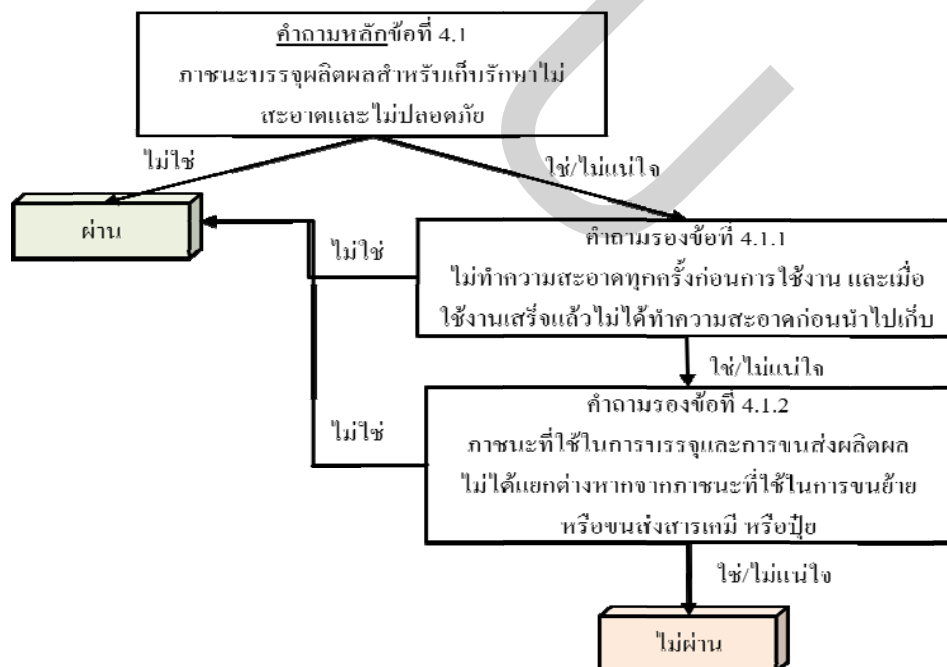 คำถามหลักข้อที่ 4.1
ภาชนะบรรจุผลิตผลสำหรับเก็บรักษาไม่
สะอาดและไม่ปลอดภัย
ไม่ใช่
ใช่/ไม่แน่ใจ
ผ่าน
ไม่ใช่
คำถามรองข้อที่ 4.1.1
ไม่ทำความสะอาดทุกครั้งก่อนการใช้งาน และเมื่อ
ใช้งานเสร็จแล้วไม่ได้ทำความสะอาดก่อนนำไปเก็บ
ใช่/ไม่แน่ใจ
ไม่ใช่
คำถามรองข้อที่ 4.1.2
ภาชนะที่ใช้ในการบรรจุและการขนส่งผลิตผล
ไม่ได้แยกต่างหากจากภาชนะที่ใช้ในการขนย้าย
หรือขนส่งสารเคมี หรือปุ๋ย
ใช่/ไม่แน่ใจ
ไม่ผ่าน